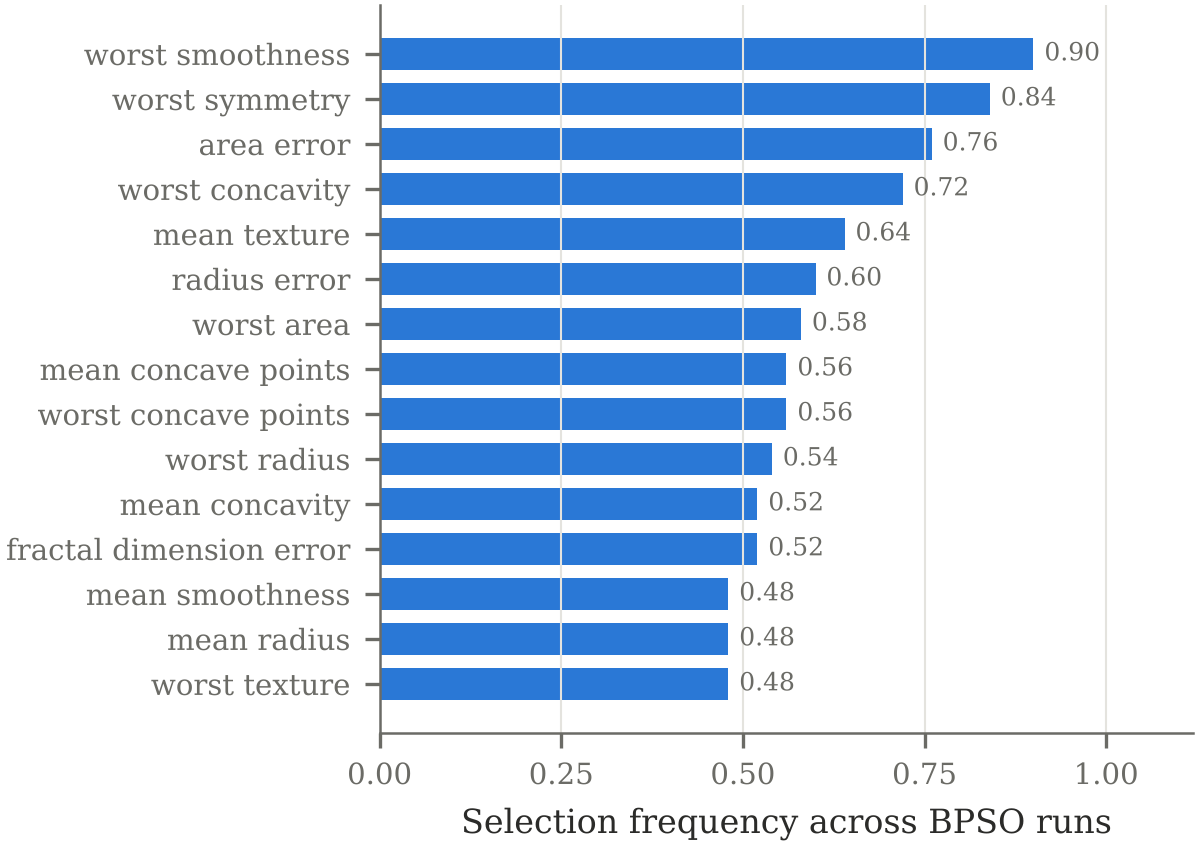 worst smoothness 0.90
worst symmetry 0.84
area error 0.76
worst concavity 0.72
mean texture 0.64
radius error 0.60
worst area 0.58
mean concave points 0.56
worst concave points 0.56
worst radius 0.54
mean concavity 0.52
fractal dimension error 0.52
mean smoothness 0.48
mean radius 0.48
worst texture 0.48
0.00 0.25 0.50 0.75 1.00
Selection frequency across BPSO runs